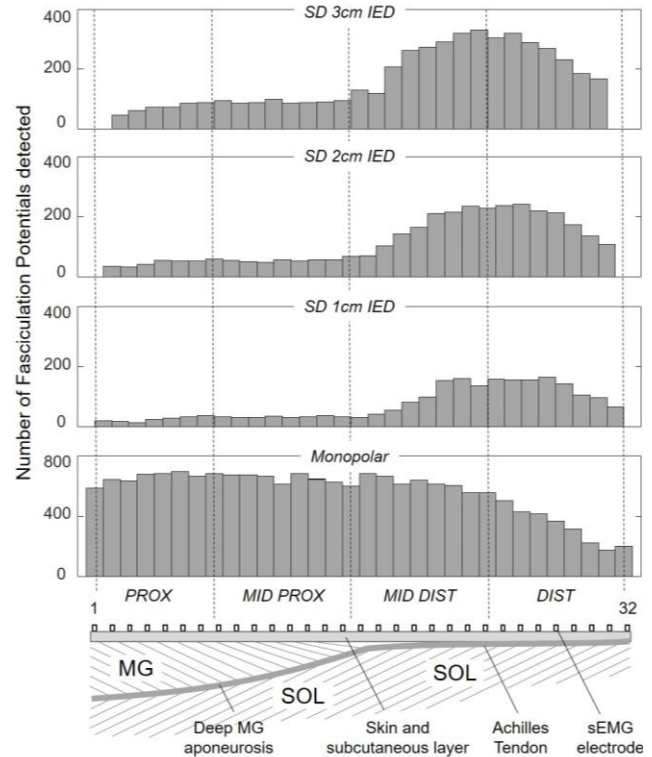 Number of Fasciculation Potentials detected
SD 3cm IED
400
200
0
SD 2cm IED
400
200
0
SD 1cm IED
400
200
0
Monopolar
800
400
0
PROX MID PROX MID DIST DIST
1 32
MG SOL SOL
Deep MG
aponeurosis
Skin and
subcutaneous layer
Achilles
Tendon
sEMG
electrode